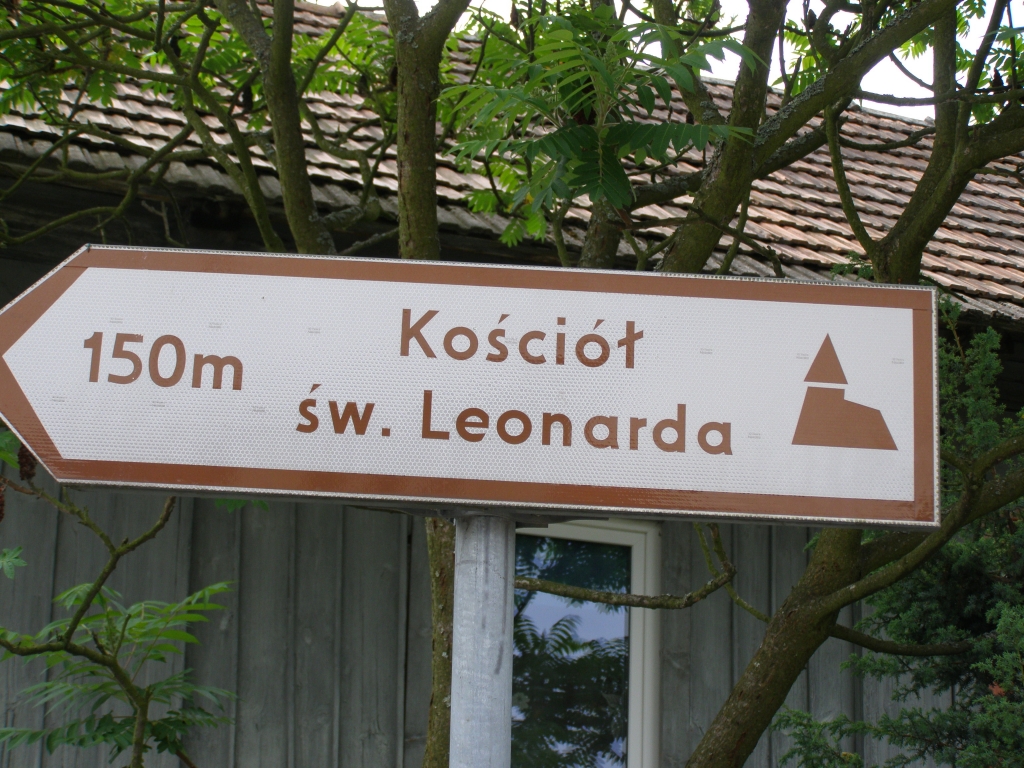 150m
Kościół
św. Leonarda